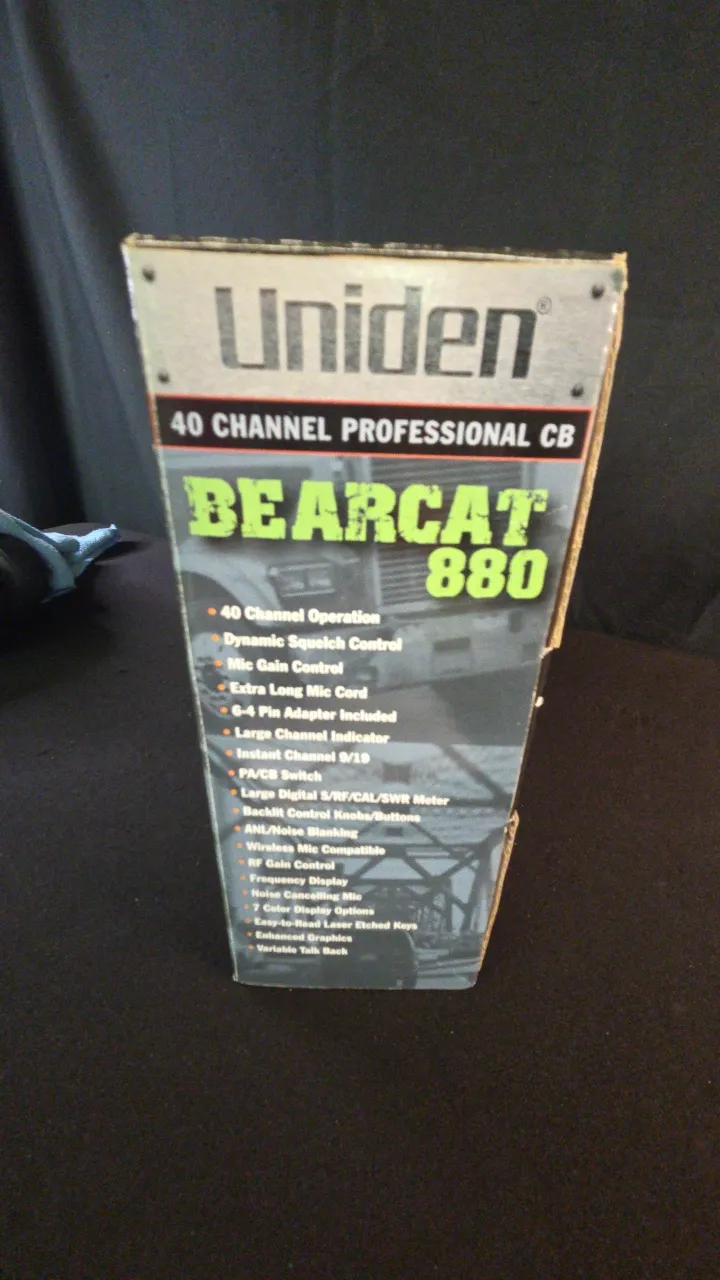 Uniden®
40 CHANNEL PROFESSIONAL CB
BEARCAT
880
• 40 Channel Operation
• Dynamic Squelch Control
• Mic Gain Control
• Extra Long Mic Cord
• 6-4 Pin Adapter Included
• Large Channel Indicator
• Instant Channel 9/19
• PA/CB Switch
• Large Digital S/RF/CAL/SWR Meter
• Backlit Control Knobs/Buttons
• ANL/Noise Blanking
• Wireless Mic Compatible
• RF Gain Control
• Frequency Display
• Noise Cancelling Mic
• 7 Color Display Options
• Easy-to-Read Laser Etched Keys
• Enhanced Graphics
• Variable Talk Back